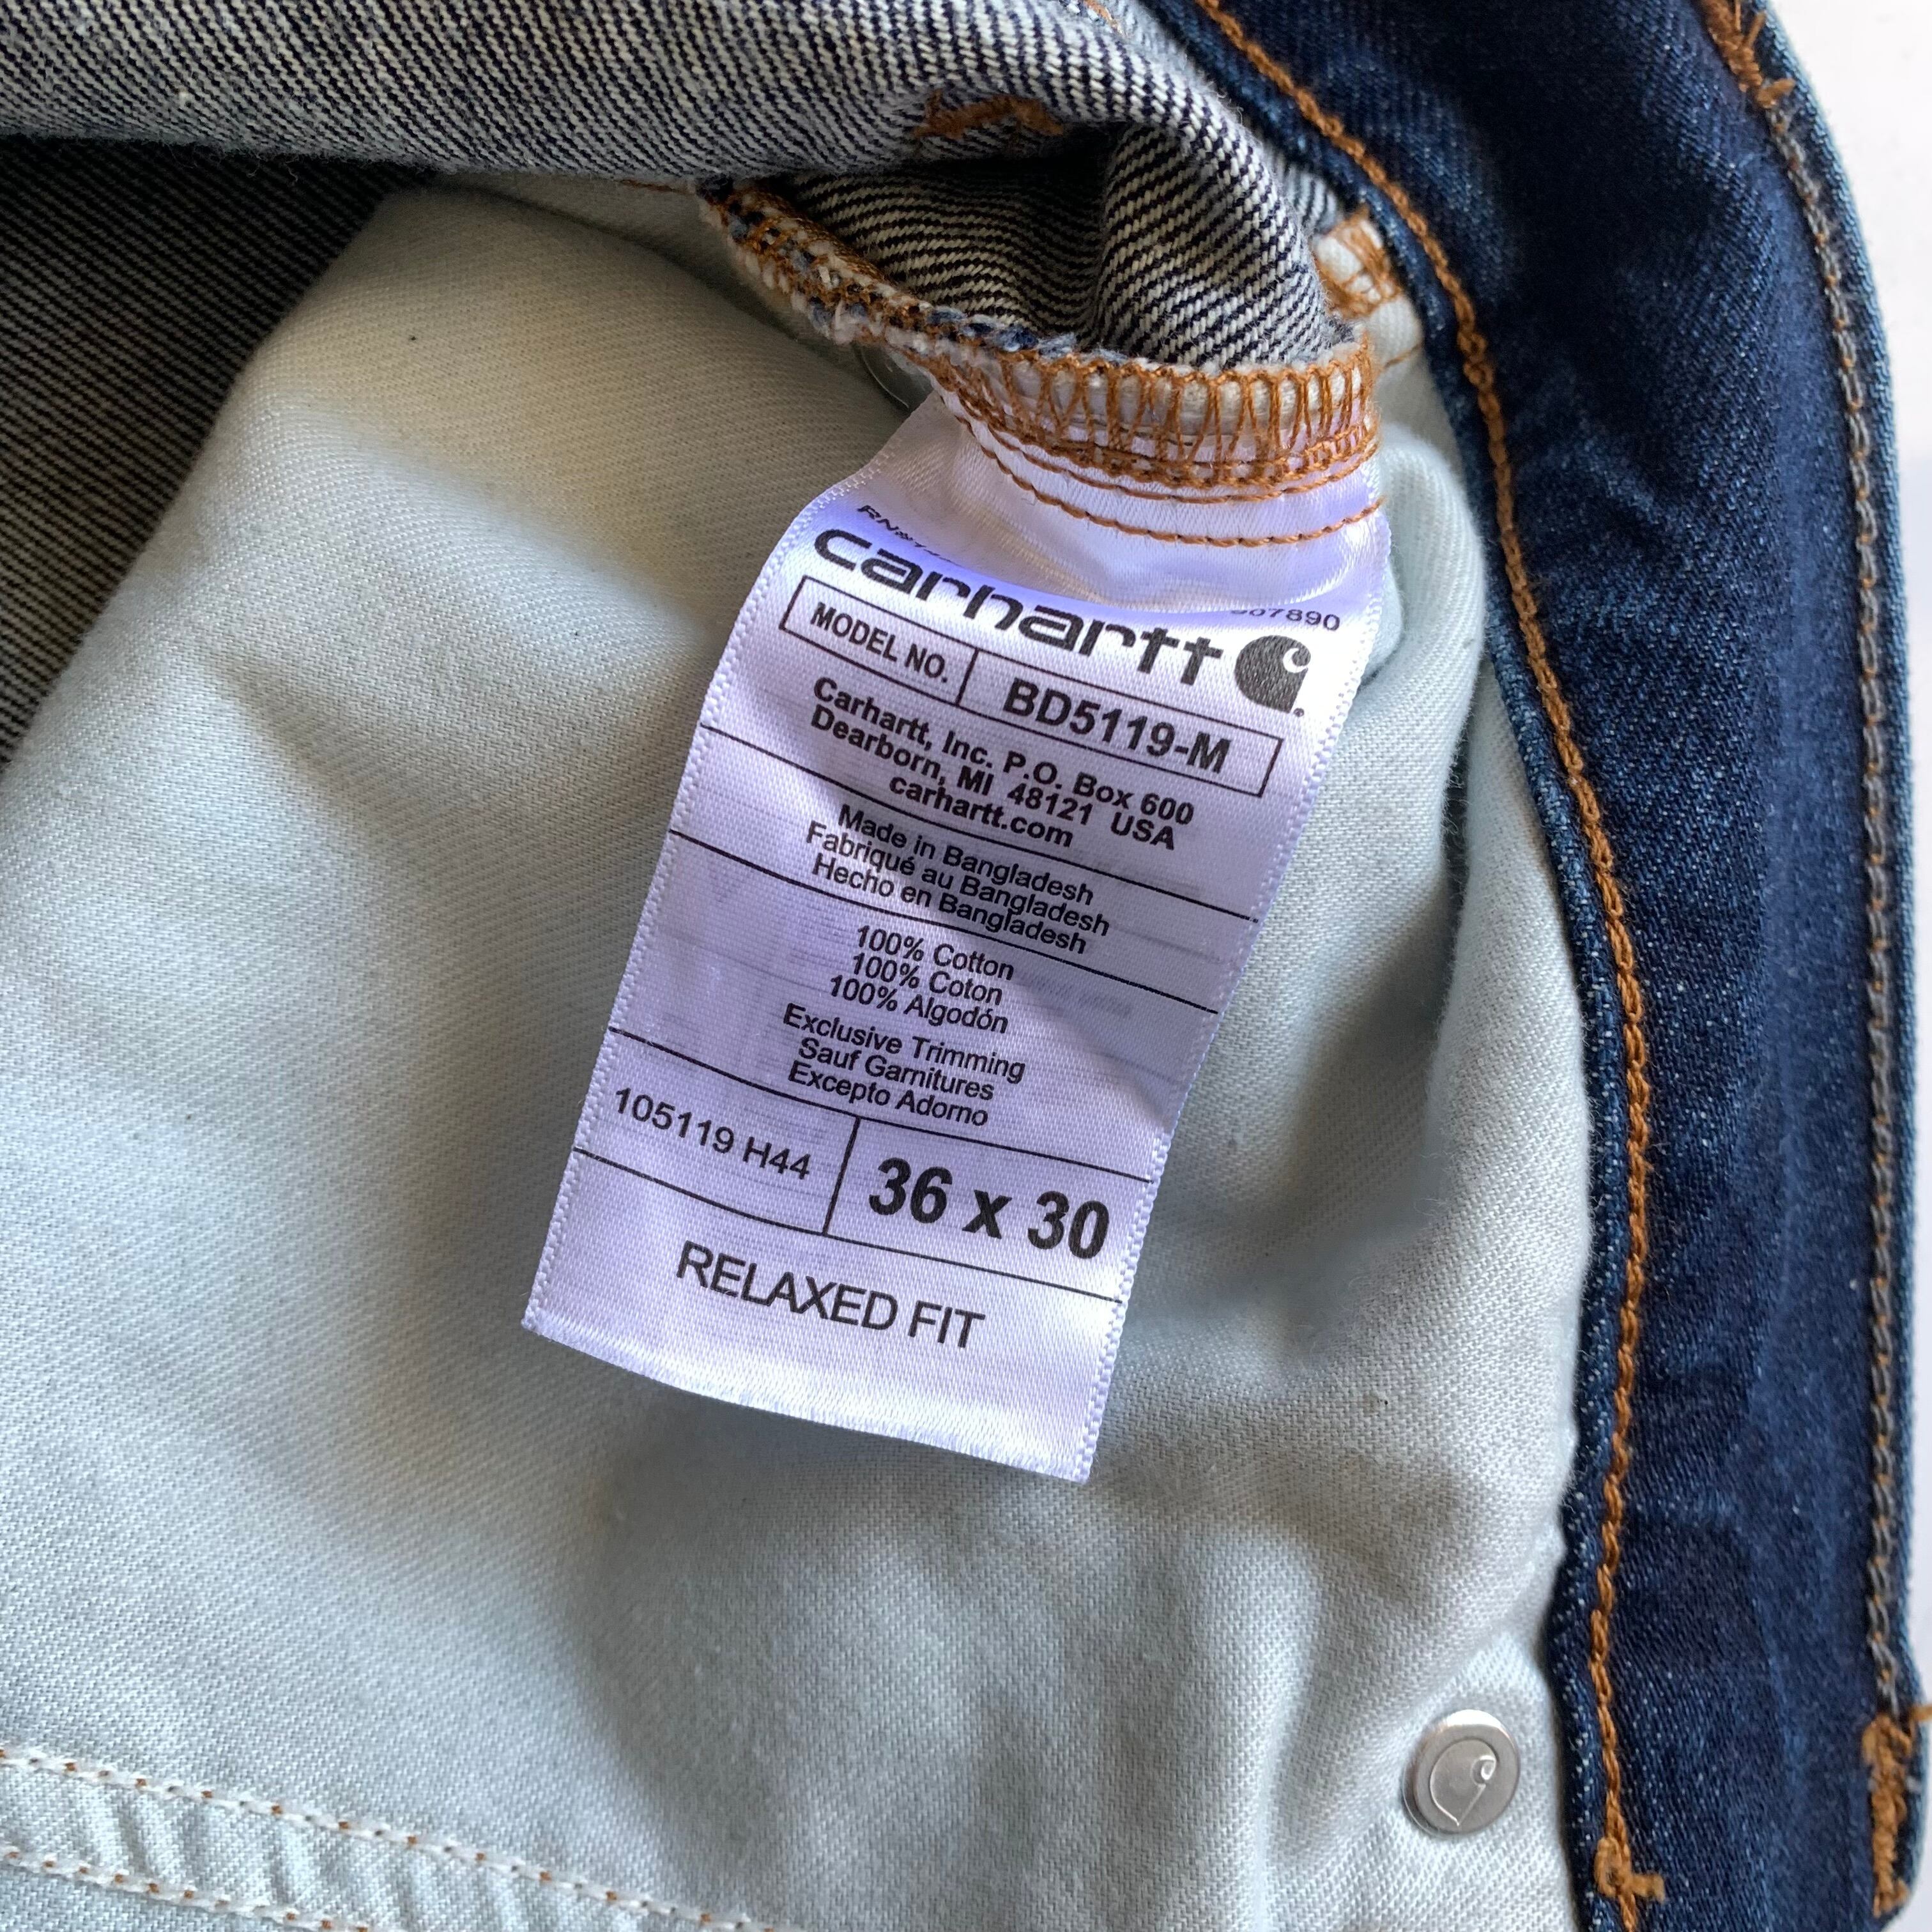 carhartt
MODEL NO. BD5119-M
Carhartt, Inc. P.O. Box 600
Dearborn, MI 48121 USA
carhartt.com
Made in Bangladesh
Fabriqué au Bangladesh
Hecho en Bangladesh
100% Cotton
100% Coton
100% Algodón
Exclusive Trimming
Sauf Garnitures
Excepto Adorno
105119 H44 36 x 30
RELAXED FIT